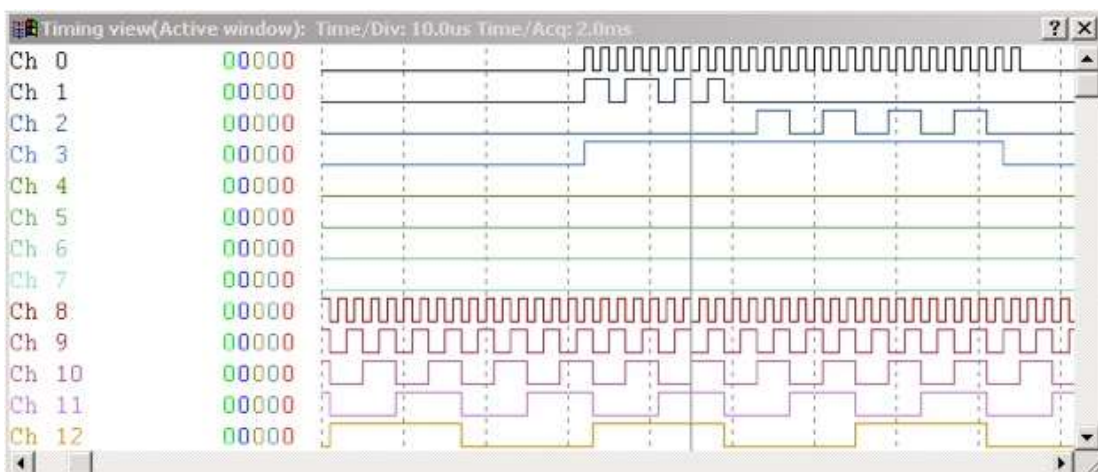 Timing view(Active window): Time/Div: 10.0us Time/Acq: 2.0ms
Ch 0 00000
Ch 1 00000
Ch 2 00000
Ch 3 00000
Ch 4 00000
Ch 5 00000
Ch 6 00000
Ch 7 00000
Ch 8 00000
Ch 9 00000
Ch 10 00000
Ch 11 00000
Ch 12 00000